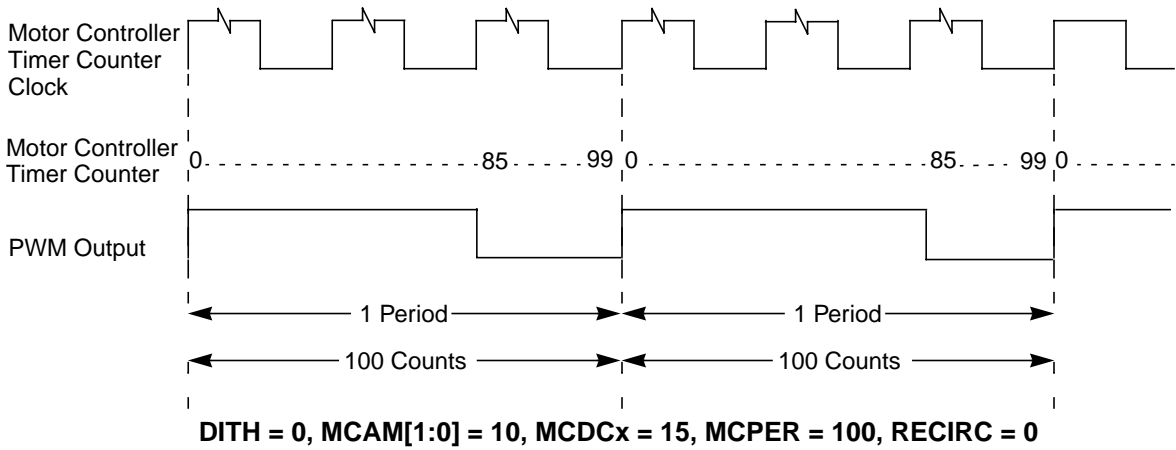 Motor Controller
Timer Counter
Clock
Motor Controller
Timer Counter
0 85 99 0 85 99 0
PWM Output
1 Period 1 Period
100 Counts 100 Counts
DITH = 0, MCAM[1:0] = 10, MCDCx = 15, MCPER = 100, RECIRC = 0